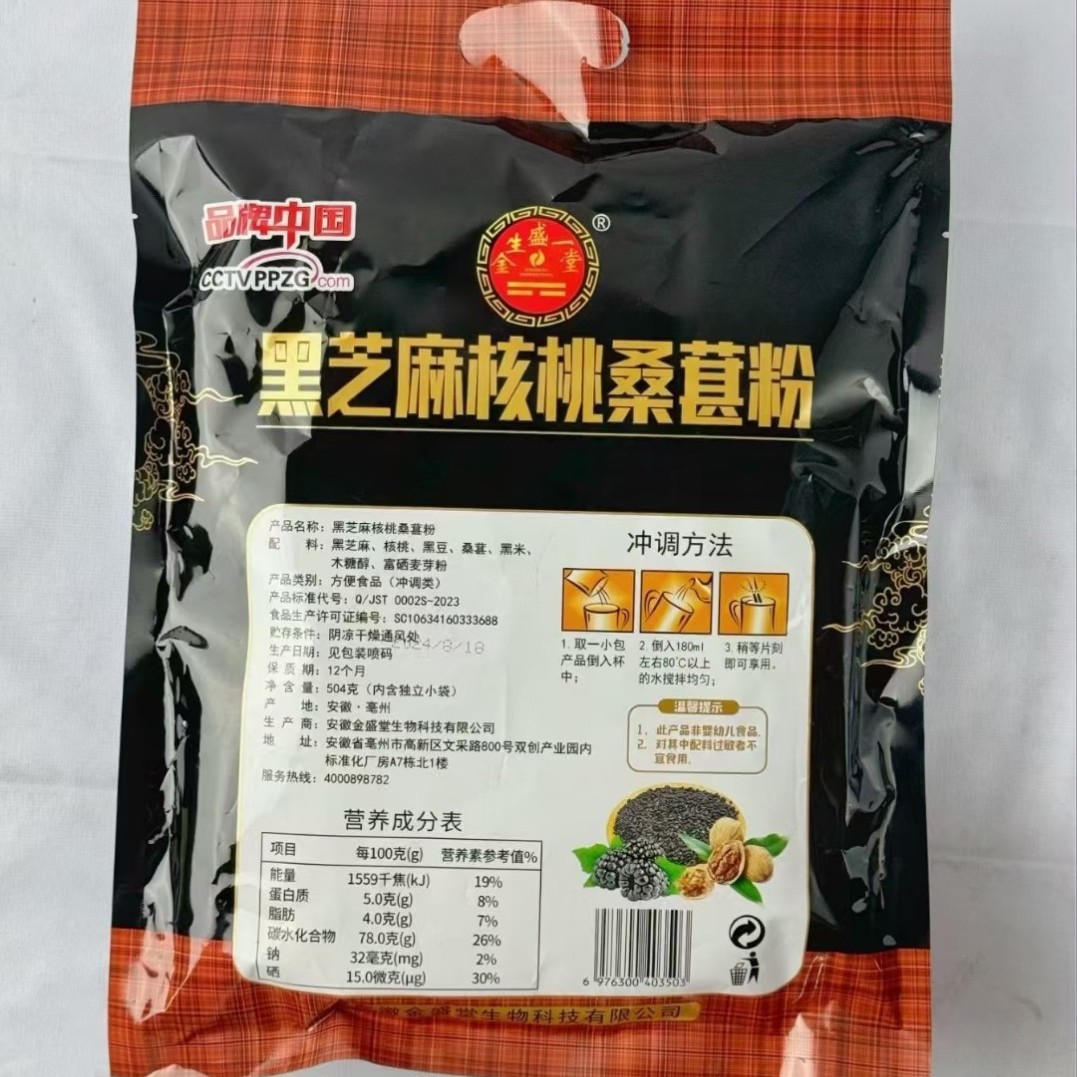 品牌中国
CCTVPPZG.com
金生盛一堂
®
黑芝麻核桃桑葚粉
产品名称：黑芝麻核桃桑葚粉
配 料：黑芝麻、核桃、黑豆、桑葚、黑米、
木糖醇、富硒麦芽粉
产品类别：方便食品（冲调类）
产品标准代号：Q/JST 0002S-2023
食品生产许可证编号：SC10634160333688
贮存条件：阴凉干燥通风处
2024/8/18
生产日期：见包装喷码
保 质 期：12个月
净 含 量：504克（内含独立小袋）
产 地：安徽·亳州
生 产 商：安徽金盛堂生物科技有限公司
地 址：安徽省亳州市高新区文采路800号双创产业园内
标准化厂房A7栋北1楼
服务热线：4000898782
冲调方法
1.取一小包
产品倒入杯
中；
2.倒入180ml
左右80℃以上
的水搅拌均匀；
3.稍等片刻
即可享用。
温馨提示
1、此产品非婴幼儿食品.
2、对其中配料过敏者不
宜食用。
营养成分表
项目 每100克(g) 营养素参考值%
能量 1559千焦(kJ) 19%
蛋白质 5.0克(g) 8%
脂肪 4.0克(g) 7%
碳水化合物 78.0克(g) 26%
钠 32毫克(mg) 2%
硒 15.0微克(μg) 30%
6 976300 403503
徽金盛堂生物科技有限公司